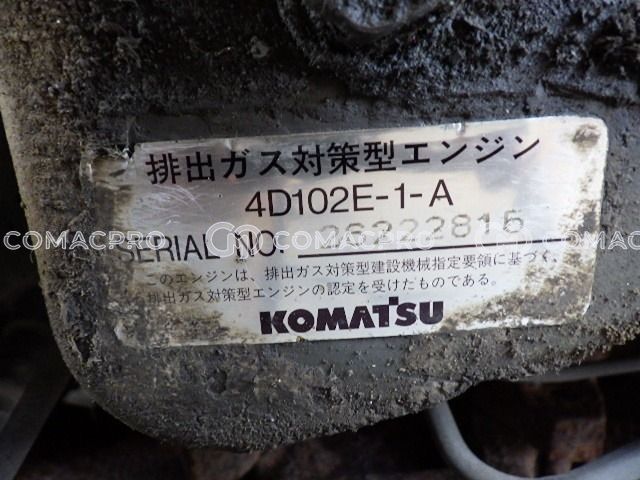 排出ガス対策型エンジン
4D102E-1-A
SERIAL NO. 26222815
このエンジンは、排出ガス対策型建設機械指定要領に基づく、
排出ガス対策型エンジンの認定を受けたものである。
KOMATSU
COMACPRO COMACPRO COMACPRO